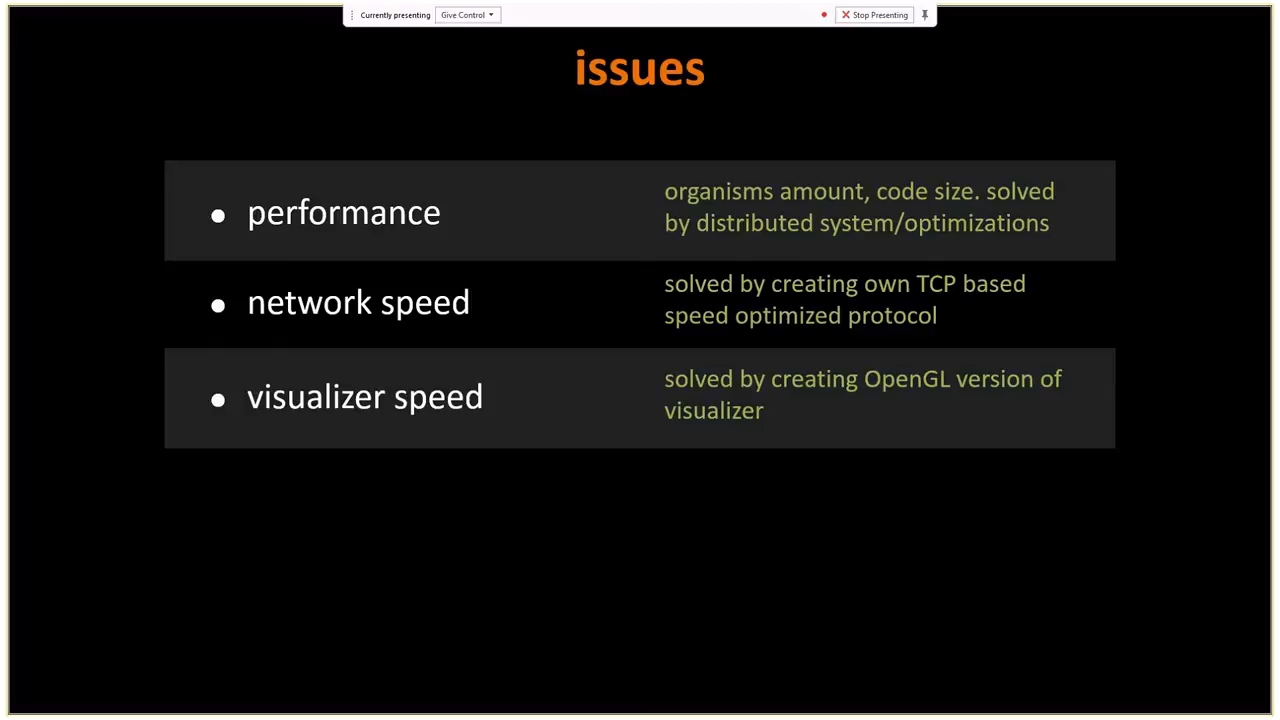 Currently presenting Give Control Stop Presenting
issues
• performance
organisms amount, code size. solved
by distributed system/optimizations
• network speed
solved by creating own TCP based
speed optimized protocol
• visualizer speed
solved by creating OpenGL version of
visualizer